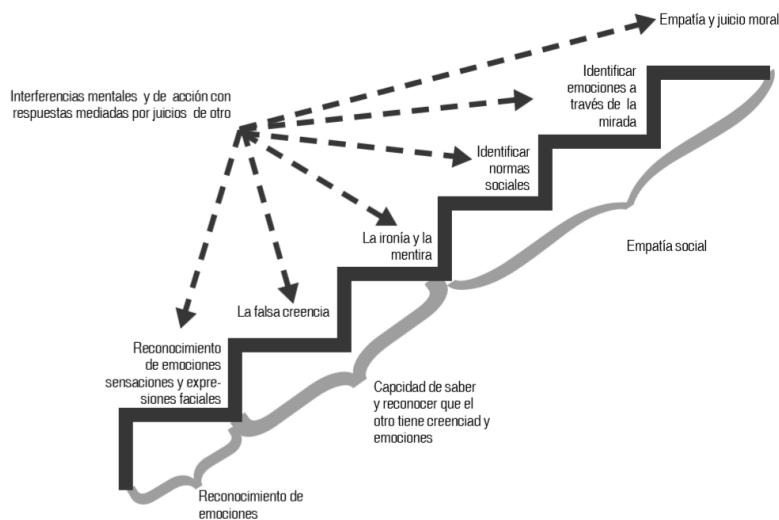 Empatía y juicio moral
Interferencias mentales y de acción con
respuestas mediadas por juicios de otro
Identificar
emociones a
través de la
mirada
Identificar
normas
sociales
La ironía y la
mentira
Empatía social
La falsa creencia
Reconocimiento
de emociones
sensaciones y expre-
siones faciales
Capcidad de saber
y reconocer que el
otro tiene creenciad y
emociones
Reconocimiento de
emociones